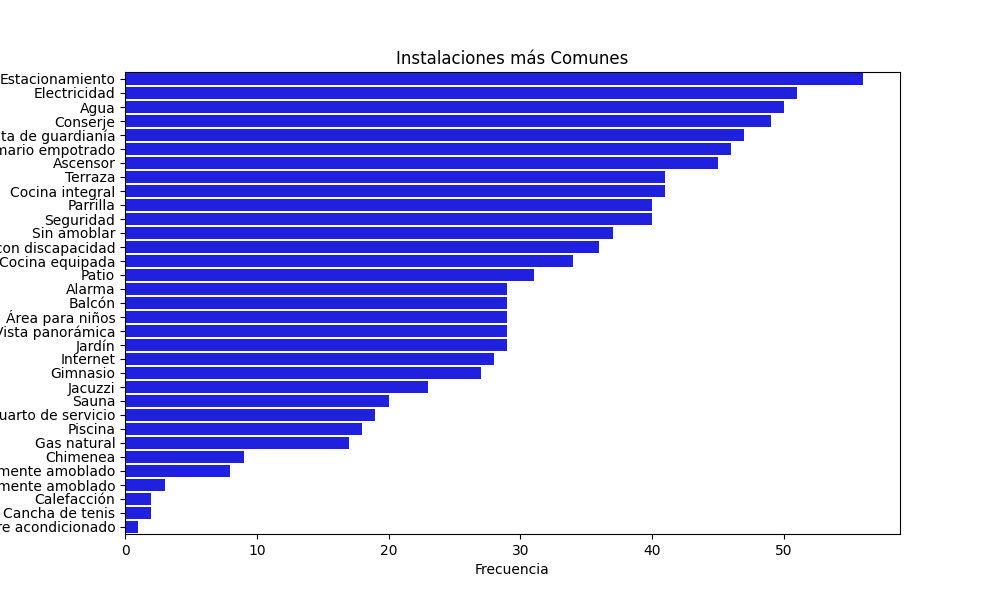 Instalaciones más Comunes
Estacionamiento
Electricidad
Agua
Conserje
ta de guardianía
mario empotrado
Ascensor
Terraza
Cocina integral
Parrilla
Seguridad
Sin amoblar
con discapacidad
Cocina equipada
Patio
Alarma
Balcón
Área para niños
Vista panorámica
Jardín
Internet
Gimnasio
Jacuzzi
Sauna
uarto de servicio
Piscina
Gas natural
Chimenea
mente amoblado
mente amoblado
Calefacción
Cancha de tenis
re acondicionado
0 10 20 30 40 50
Frecuencia